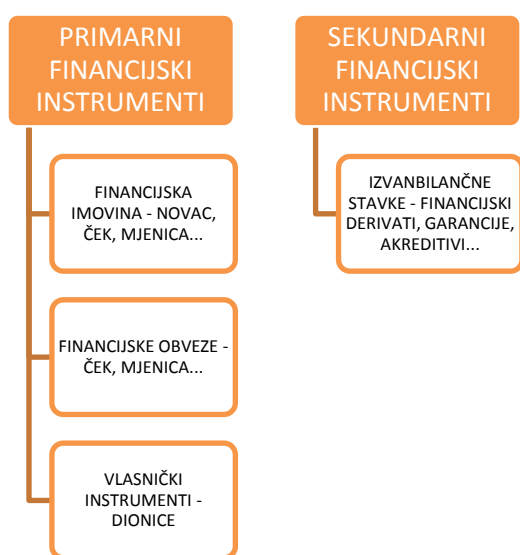 PRIMARNI
FINANCIJSKI
INSTRUMENTI
FINANCIJSKA
IMOVINA - NOVAC,
ČEK, MJENICA...
FINANCIJSKE OBVEZE -
ČEK, MJENICA...
VLASNIČKI
INSTRUMENTI -
DIONICE
SEKUNDARNI
FINANCIJSKI
INSTRUMENTI
IZVANBILANČNE
STAVKE - FINANCIJSKI
DERIVATI, GARANCIJE,
AKREDITIVI...